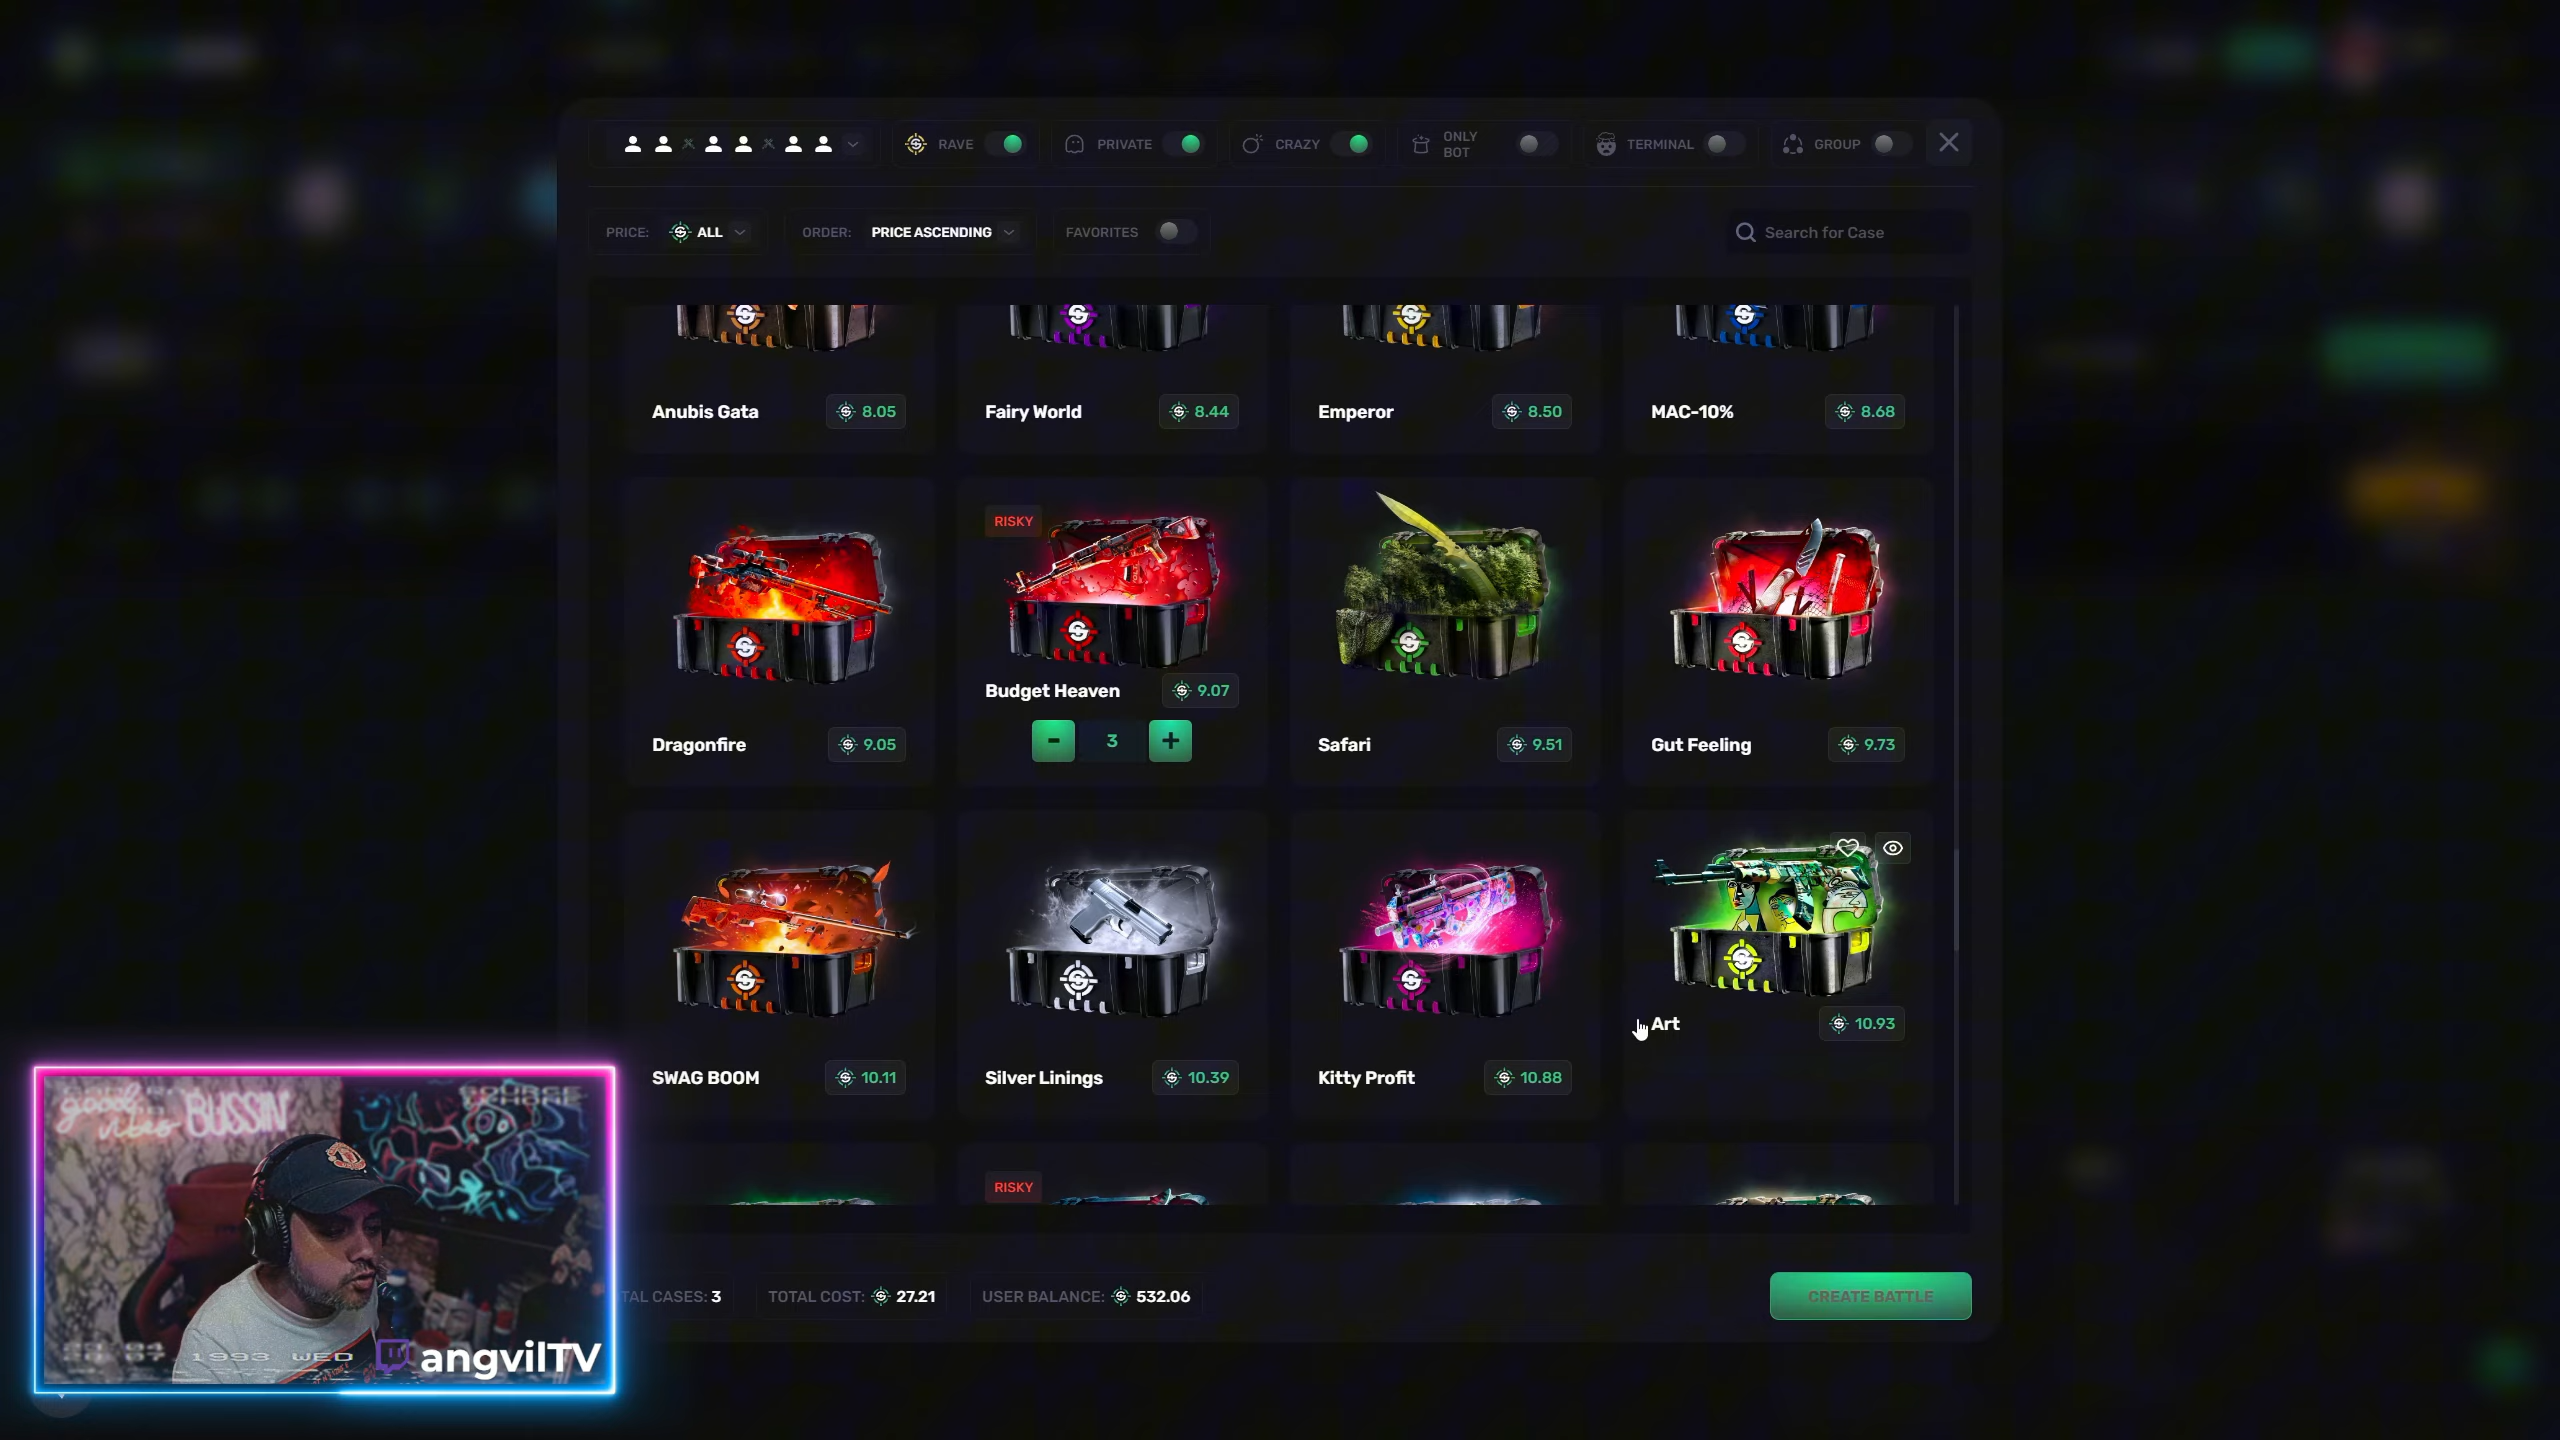 RAVE
PRIVATE
CRAZY
ONLY BOT
TERMINAL
GROUP
PRICE: ALL
ORDER: PRICE ASCENDING
FAVORITES
Search for Case
Anubis Gata 8.05
Fairy World 8.44
Emperor 8.50
MAC-10% 8.68
RISKY
Dragonfire 9.05
Budget Heaven 9.07
- 3 +
Safari 9.51
Gut Feeling 9.73
SWAG BOOM 10.11
Silver Linings 10.39
Kitty Profit 10.88
Art 10.93
RISKY
TAL CASES: 3
TOTAL COST: 27.21
USER BALANCE: 532.06
CREATE BATTLE
good vibes
BUSSIN'
1993 WED
angvilTV